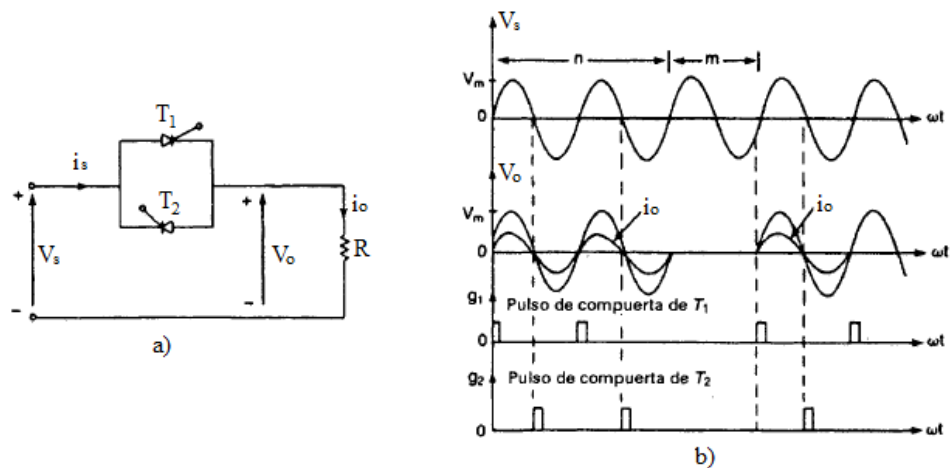 T₁
iₛ
T₂
+
Vₛ
−
+
Vₒ
−
iₒ
R
a)
Vₛ
n
m
Vₘ
0
ωt
Vₒ
Vₘ
iₒ
iₒ
0
ωt
g₁
Pulso de compuerta de T₁
0
ωt
g₂
Pulso de compuerta de T₂
0
ωt
b)